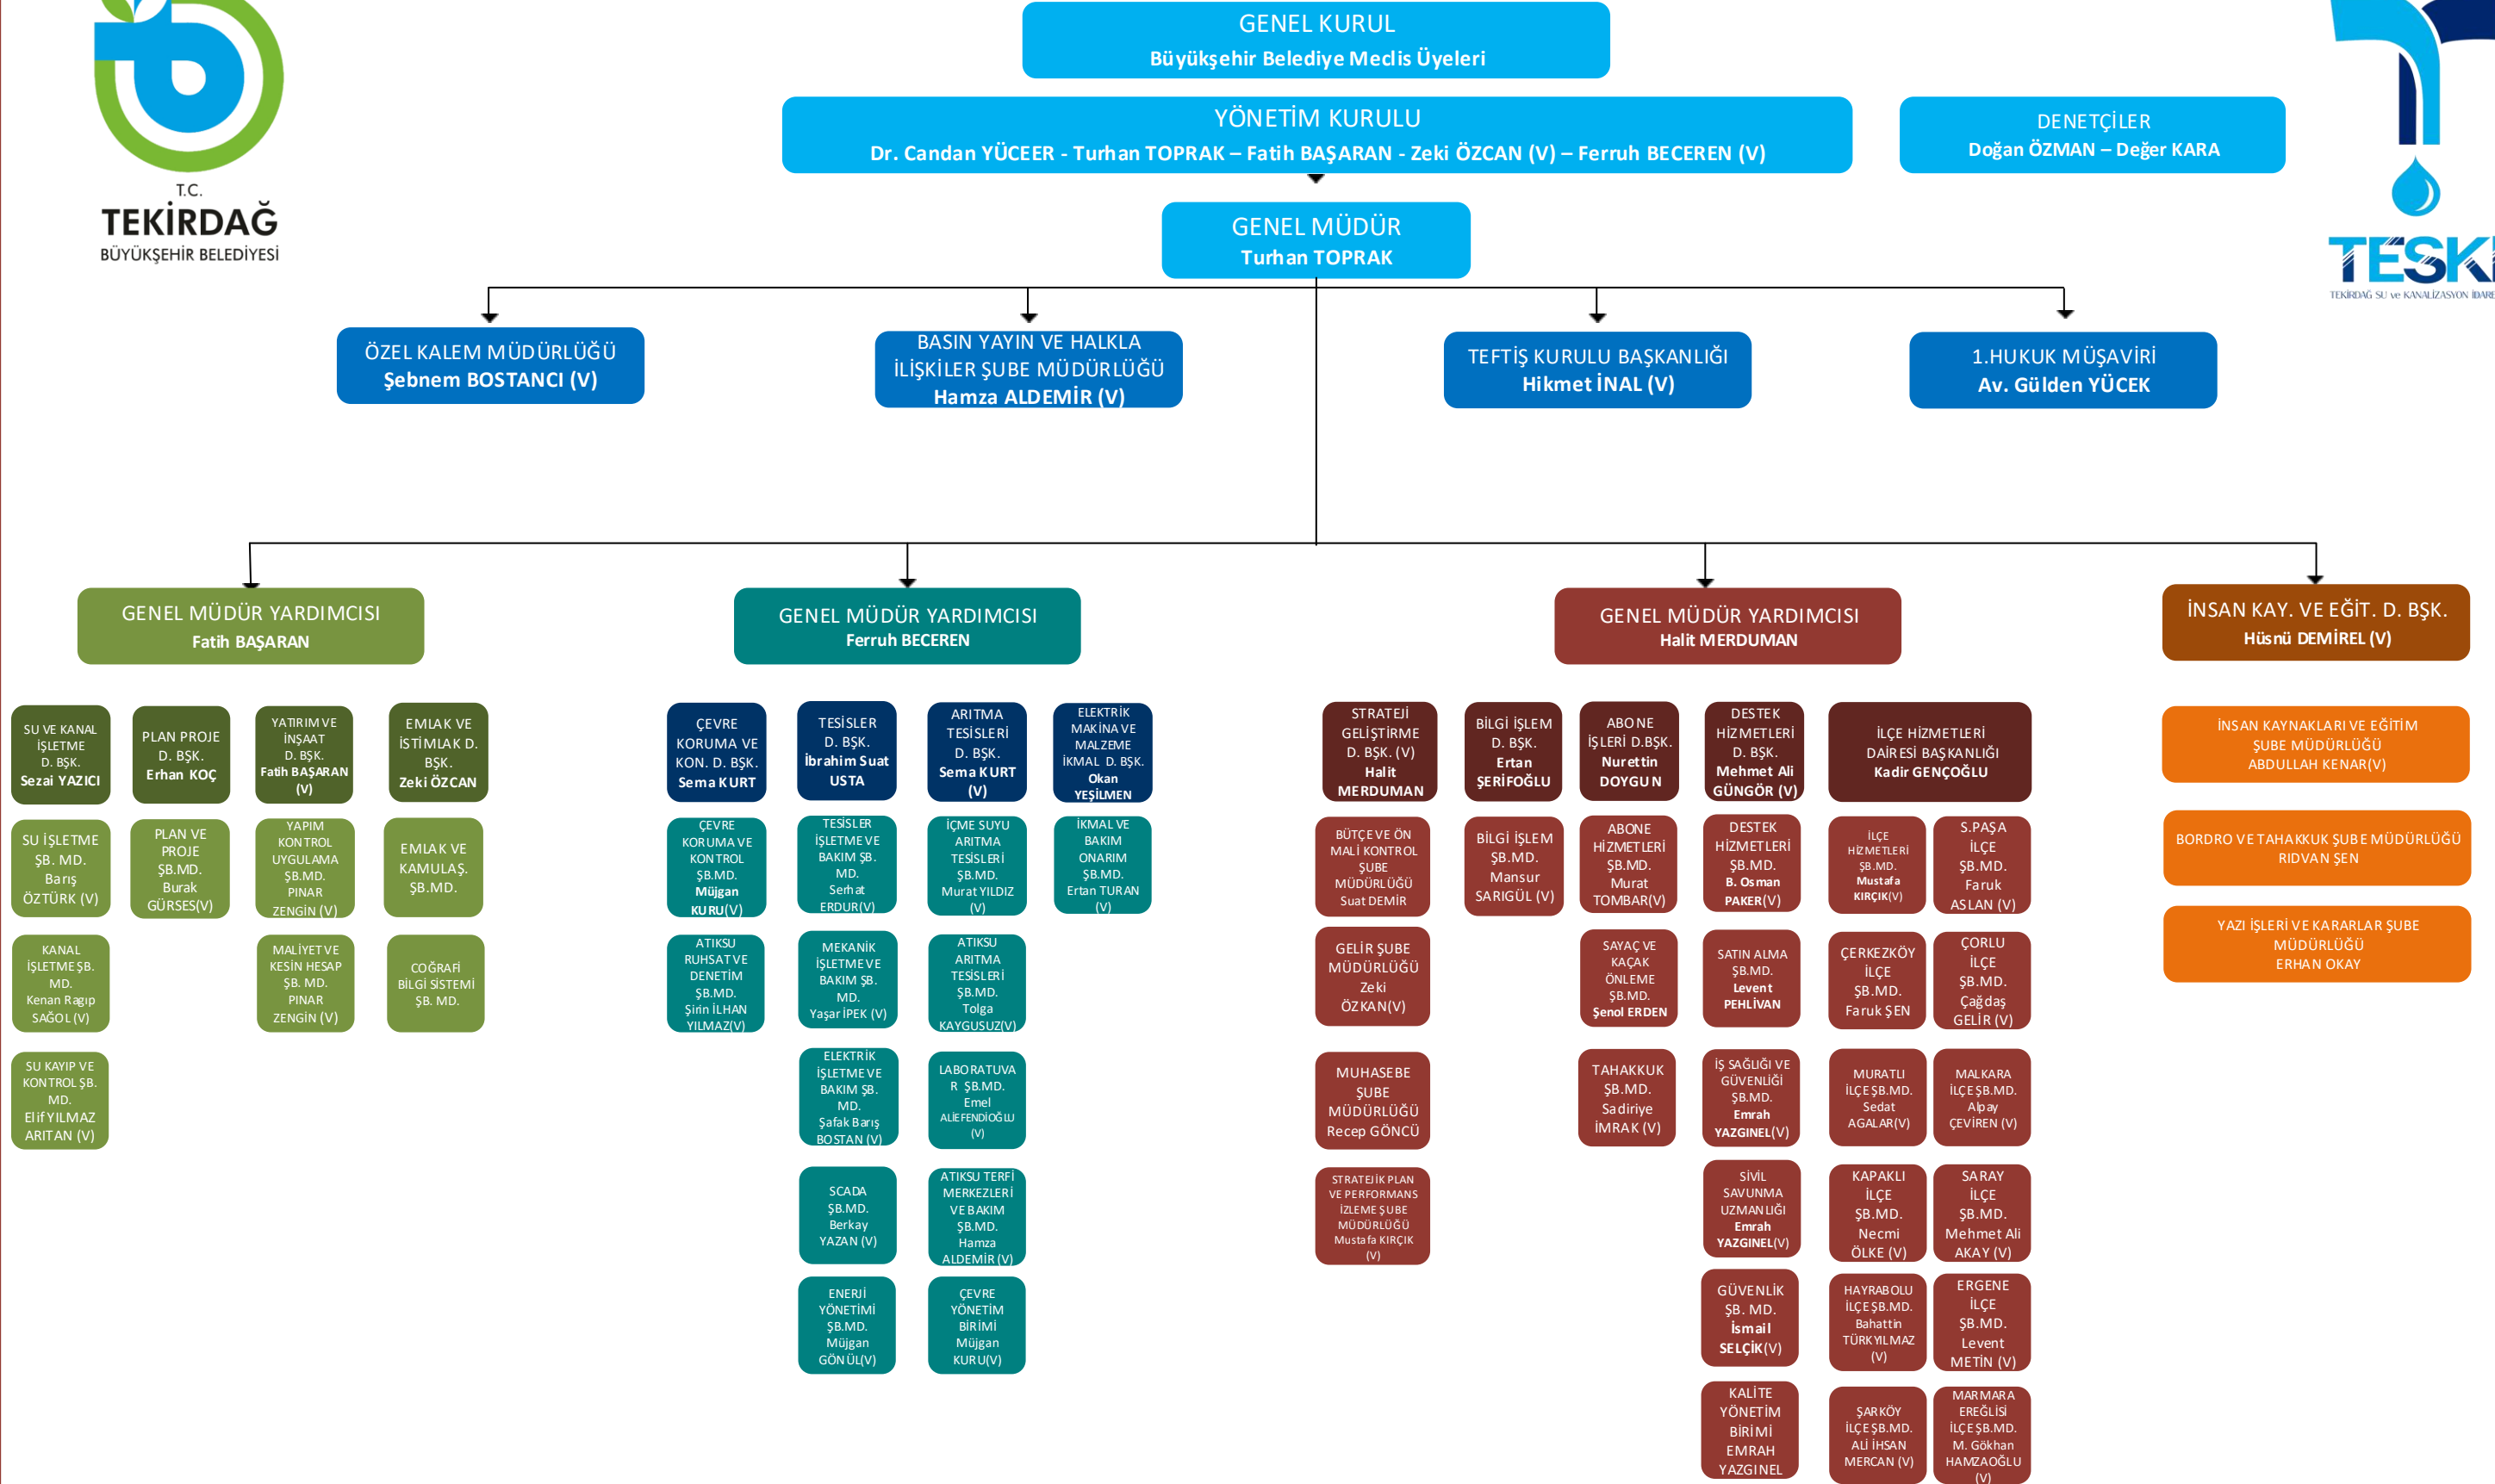 T.C.
TEKİRDAĞ
BÜYÜKŞEHİR BELEDİYESİ
GENEL KURUL
Büyükşehir Belediye Meclis Üyeleri
YÖNETİM KURULU
Dr. Candan YÜCEER - Turhan TOPRAK – Fatih BAŞARAN - Zeki ÖZCAN (V) – Ferruh BECEREN (V)
DENETÇİLER
Doğan ÖZMAN – Değer KARA
TESKİ
TEKİRDAĞ SU ve KANALİZASYON İDARE
GENEL MÜDÜR
Turhan TOPRAK
ÖZEL KALEM MÜDÜRLÜĞÜ
Şebnem BOSTANCI (V)
BASIN YAYIN VE HALKLA
İLİŞKİLER ŞUBE MÜDÜRLÜĞÜ
Hamza ALDEMİR (V)
TEFTİŞ KURULU BAŞKANLIĞI
Hikmet İNAL (V)
1.HUKUK MÜŞAVİRİ
Av. Gülden YÜCEK
GENEL MÜDÜR YARDIMCISI
Fatih BAŞARAN
GENEL MÜDÜR YARDIMCISI
Ferruh BECEREN
GENEL MÜDÜR YARDIMCISI
Halit MERDUMAN
İNSAN KAY. VE EĞİT. D. BŞK.
Hüsnü DEMİREL (V)
SU VE KANAL
İŞLETME
D. BŞK.
Sezai YAZICI
PLAN PROJE
D. BŞK.
Erhan KOÇ
YATIRIM VE
İNŞAAT
D. BŞK.
Fatih BAŞARAN
(V)
EMLAK VE
İSTİMLAK D.
BŞK.
Zeki ÖZCAN
ÇEVRE
KORUMA VE
KON. D. BŞK.
Sema KURT
TESİSLER
D. BŞK.
İbrahim Suat
USTA
ARITMA
TESİSLERİ
D. BŞK.
Sema KURT
(V)
ELEKTRİK
MAKİNA VE
MALZEME
İKMAL D. BŞK.
Okan
YEŞİLMEN
STRATEJİ
GELİŞTİRME
D. BŞK. (V)
Halit
MERDUMAN
BİLGİ İŞLEM
D. BŞK.
Ertan
ŞERİFOĞLU
ABONE
İŞLERİ D.BŞK.
Nurettin
DOYGUN
DESTEK
HİZMETLERİ
D. BŞK.
Mehmet Ali
GÜNGÖR (V)
İLÇE HİZMETLERİ
DAİRESİ BAŞKANLIĞI
Kadir GENÇOĞLU
İNSAN KAYNAKLARI VE EĞİTİM
ŞUBE MÜDÜRLÜĞÜ
ABDULLAH KENAR(V)
SU İŞLETME
ŞB. MD.
Barış
ÖZTÜRK (V)
PLAN VE
PROJE
ŞB.MD.
Burak
GÜRSES(V)
YAPIM
KONTROL
UYGULAMA
ŞB.MD.
PINAR
ZENGİN (V)
EMLAK VE
KAMULAŞ.
ŞB.MD.
ÇEVRE
KORUMA VE
KONTROL
ŞB.MD.
Müjgan
KURU(V)
TESİSLER
İŞLETME VE
BAKIM ŞB.
MD.
Serhat
ERDUR(V)
İÇME SUYU
ARITMA
TESİSLERİ
ŞB.MD.
Murat YILDIZ
(V)
İKMAL VE
BAKIM
ONARIM
ŞB.MD.
Ertan TURAN
(V)
BÜTÇE VE ÖN
MALİ KONTROL
ŞUBE
MÜDÜRLÜĞÜ
Suat DEMİR
BİLGİ İŞLEM
ŞB.MD.
Mansur
SARIGÜL (V)
ABONE
HİZMETLERİ
ŞB.MD.
Murat
TOMBAR(V)
DESTEK
HİZMETLERİ
ŞB.MD.
B. Osman
PAKER(V)
İLÇE
HİZMETLERİ
ŞB.MD.
Mustafa
KIRÇIK(V)
S.PAŞA
İLÇE
ŞB.MD.
Faruk
ASLAN (V)
BORDRO VE TAHAKKUK ŞUBE MÜDÜRLÜĞÜ
RIDVAN ŞEN
KANAL
İŞLETME ŞB.
MD.
Kenan Ragıp
SAĞOL (V)
MALİYET VE
KESİN HESAP
ŞB. MD.
PINAR
ZENGİN (V)
COĞRAFİ
BİLGİ SİSTEMİ
ŞB. MD.
ATIKSU
RUHSAT VE
DENETİM
ŞB.MD.
Şirin İLHAN
YILMAZ(V)
MEKANİK
İŞLETME VE
BAKIM ŞB.
MD.
Yaşar İPEK (V)
ATIKSU
ARITMA
TESİSLERİ
ŞB.MD.
Tolga
KAYGUSUZ(V)
GELİR ŞUBE
MÜDÜRLÜĞÜ
Zeki
ÖZKAN(V)
SAYAÇ VE
KAÇAK
ÖNLEME
ŞB.MD.
Şenol ERDEN
SATIN ALMA
ŞB.MD.
Levent
PEHLİVAN
ÇERKEZKÖY
İLÇE
ŞB.MD.
Faruk ŞEN
ÇORLU
İLÇE
ŞB.MD.
Çağdaş
GELİR (V)
YAZI İŞLERİ VE KARARLAR ŞUBE
MÜDÜRLÜĞÜ
ERHAN OKAY
SU KAYIP VE
KONTROL ŞB.
MD.
Elif YILMAZ
ARITAN (V)
ELEKTRİK
İŞLETME VE
BAKIM ŞB.
MD.
Şafak Barış
BOSTAN (V)
LABORATUVA
R ŞB.MD.
Emel
ALİEFENDİOĞLU
(V)
MUHASEBE
ŞUBE
MÜDÜRLÜĞÜ
Recep GÖNCÜ
TAHAKKUK
ŞB.MD.
Sadiriye
İMRAK (V)
İŞ SAĞLIĞI VE
GÜVENLİĞİ
ŞB.MD.
Emrah
YAZGINEL(V)
MURATLI
İLÇE ŞB.MD.
Sedat
AGALAR(V)
MALKARA
İLÇE ŞB.MD.
Alpay
ÇEVİREN (V)
SCADA
ŞB.MD.
Berkay
YAZAN (V)
ATIKSU TERFİ
MERKEZLERİ
VE BAKIM
ŞB.MD.
Hamza
ALDEMİR (V)
STRATEJİK PLAN
VE PERFORMANS
İZLEME ŞUBE
MÜDÜRLÜĞÜ
Mustafa KIRÇIK
(V)
SİVİL
SAVUNMA
UZMANLIĞI
Emrah
YAZGINEL(V)
KAPAKLI
İLÇE
ŞB.MD.
Necmi
ÖLKE (V)
SARAY
İLÇE
ŞB.MD.
Mehmet Ali
AKAY (V)
ENERJİ
YÖNETİMİ
ŞB.MD.
Müjgan
GÖNÜL(V)
ÇEVRE
YÖNETİM
BİRİMİ
Müjgan
KURU(V)
GÜVENLİK
ŞB. MD.
İsmail
SELÇİK(V)
HAYRABOLU
İLÇE ŞB.MD.
Bahattin
TÜRKYILMAZ
(V)
ERGENE
İLÇE
ŞB.MD.
Levent
METİN (V)
KALİTE
YÖNETİM
BİRİMİ
EMRAH
YAZGINEL
ŞARKÖY
İLÇE ŞB.MD.
ALİ İHSAN
MERCAN (V)
MARMARA
EREĞLİSİ
İLÇE ŞB.MD.
M. Gökhan
HAMZAOĞLU
(V)